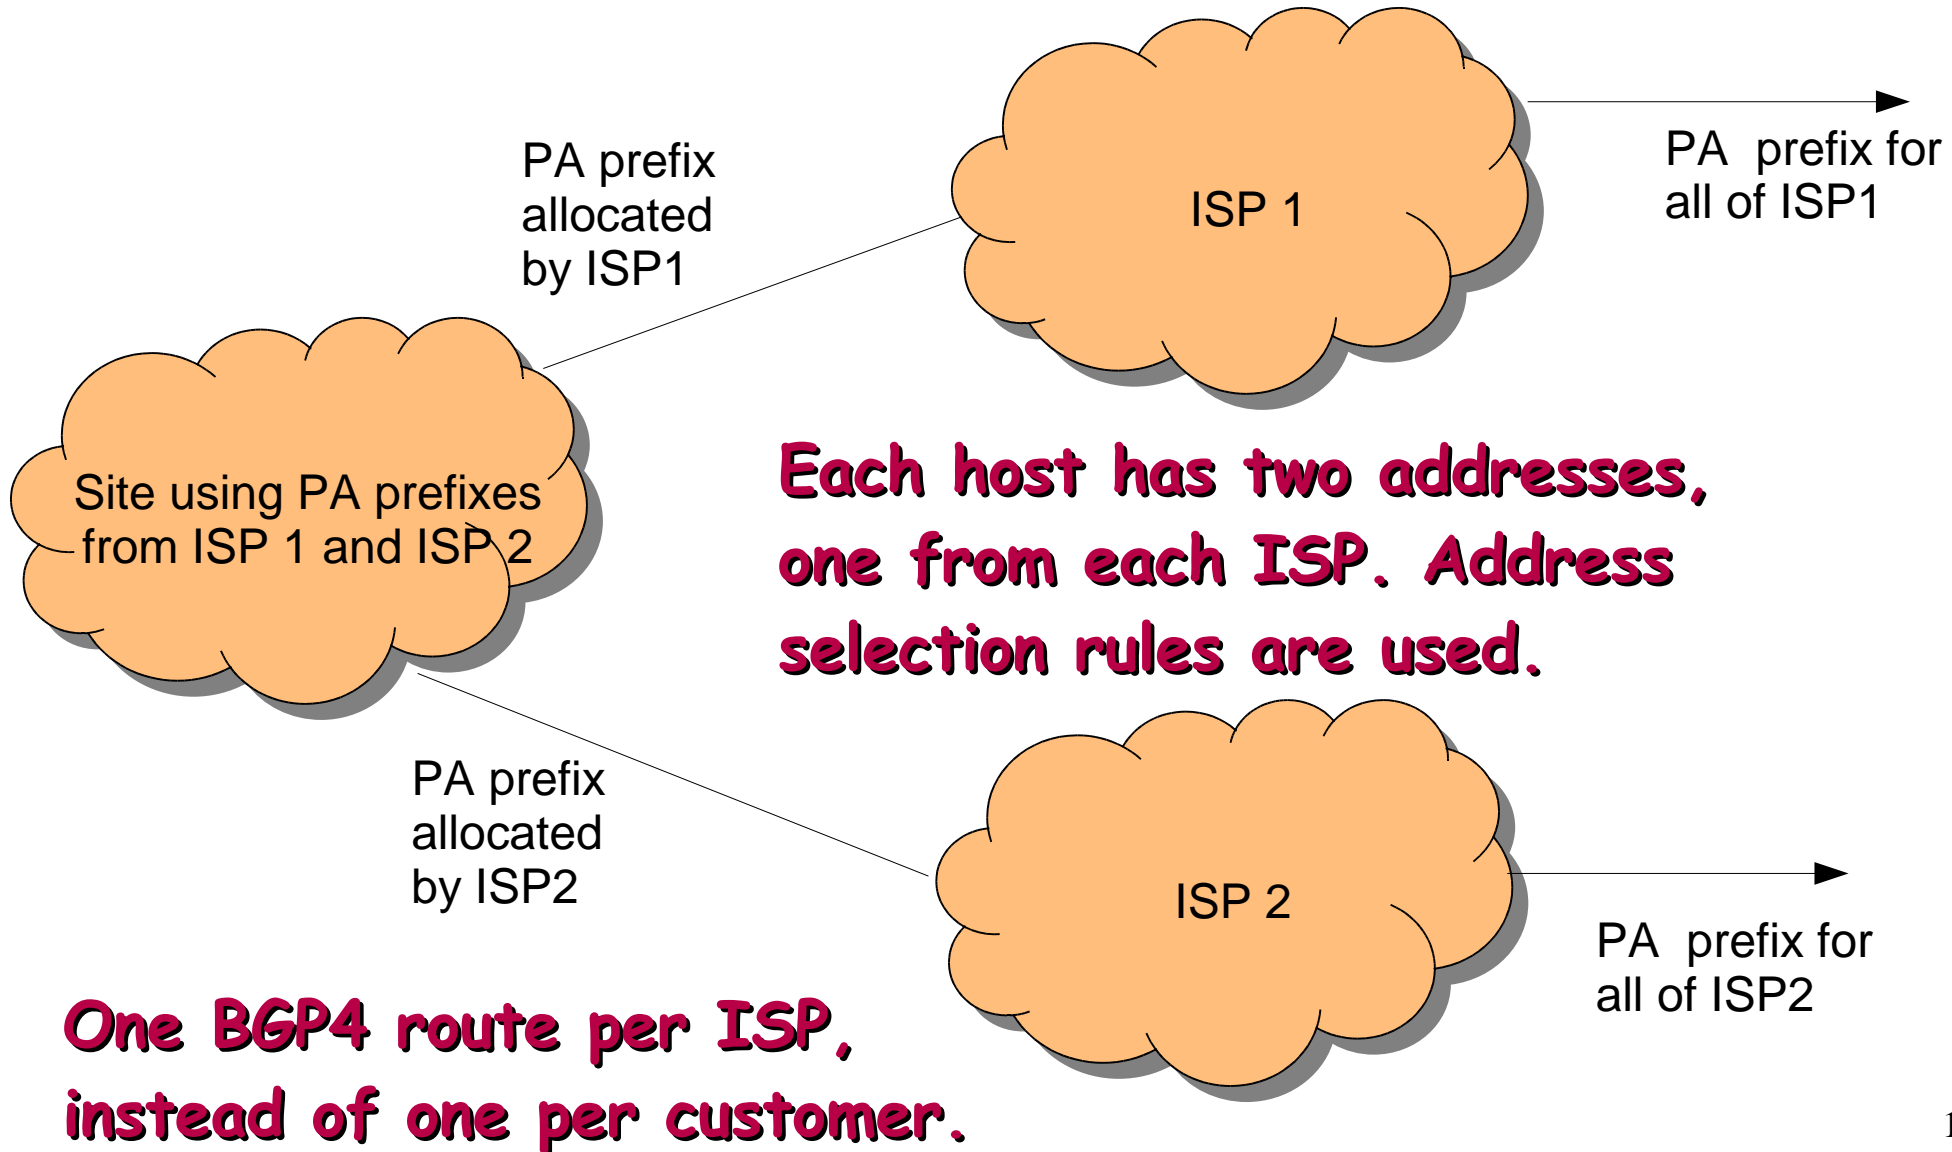 PA prefix
allocated
by ISP1
ISP 1
PA prefix for
all of ISP1
Site using PA prefixes
from ISP 1 and ISP 2
Each host has two addresses,
one from each ISP. Address
selection rules are used.
PA prefix
allocated
by ISP2
ISP 2
PA prefix for
all of ISP2
One BGP4 route per ISP,
instead of one per customer.
1